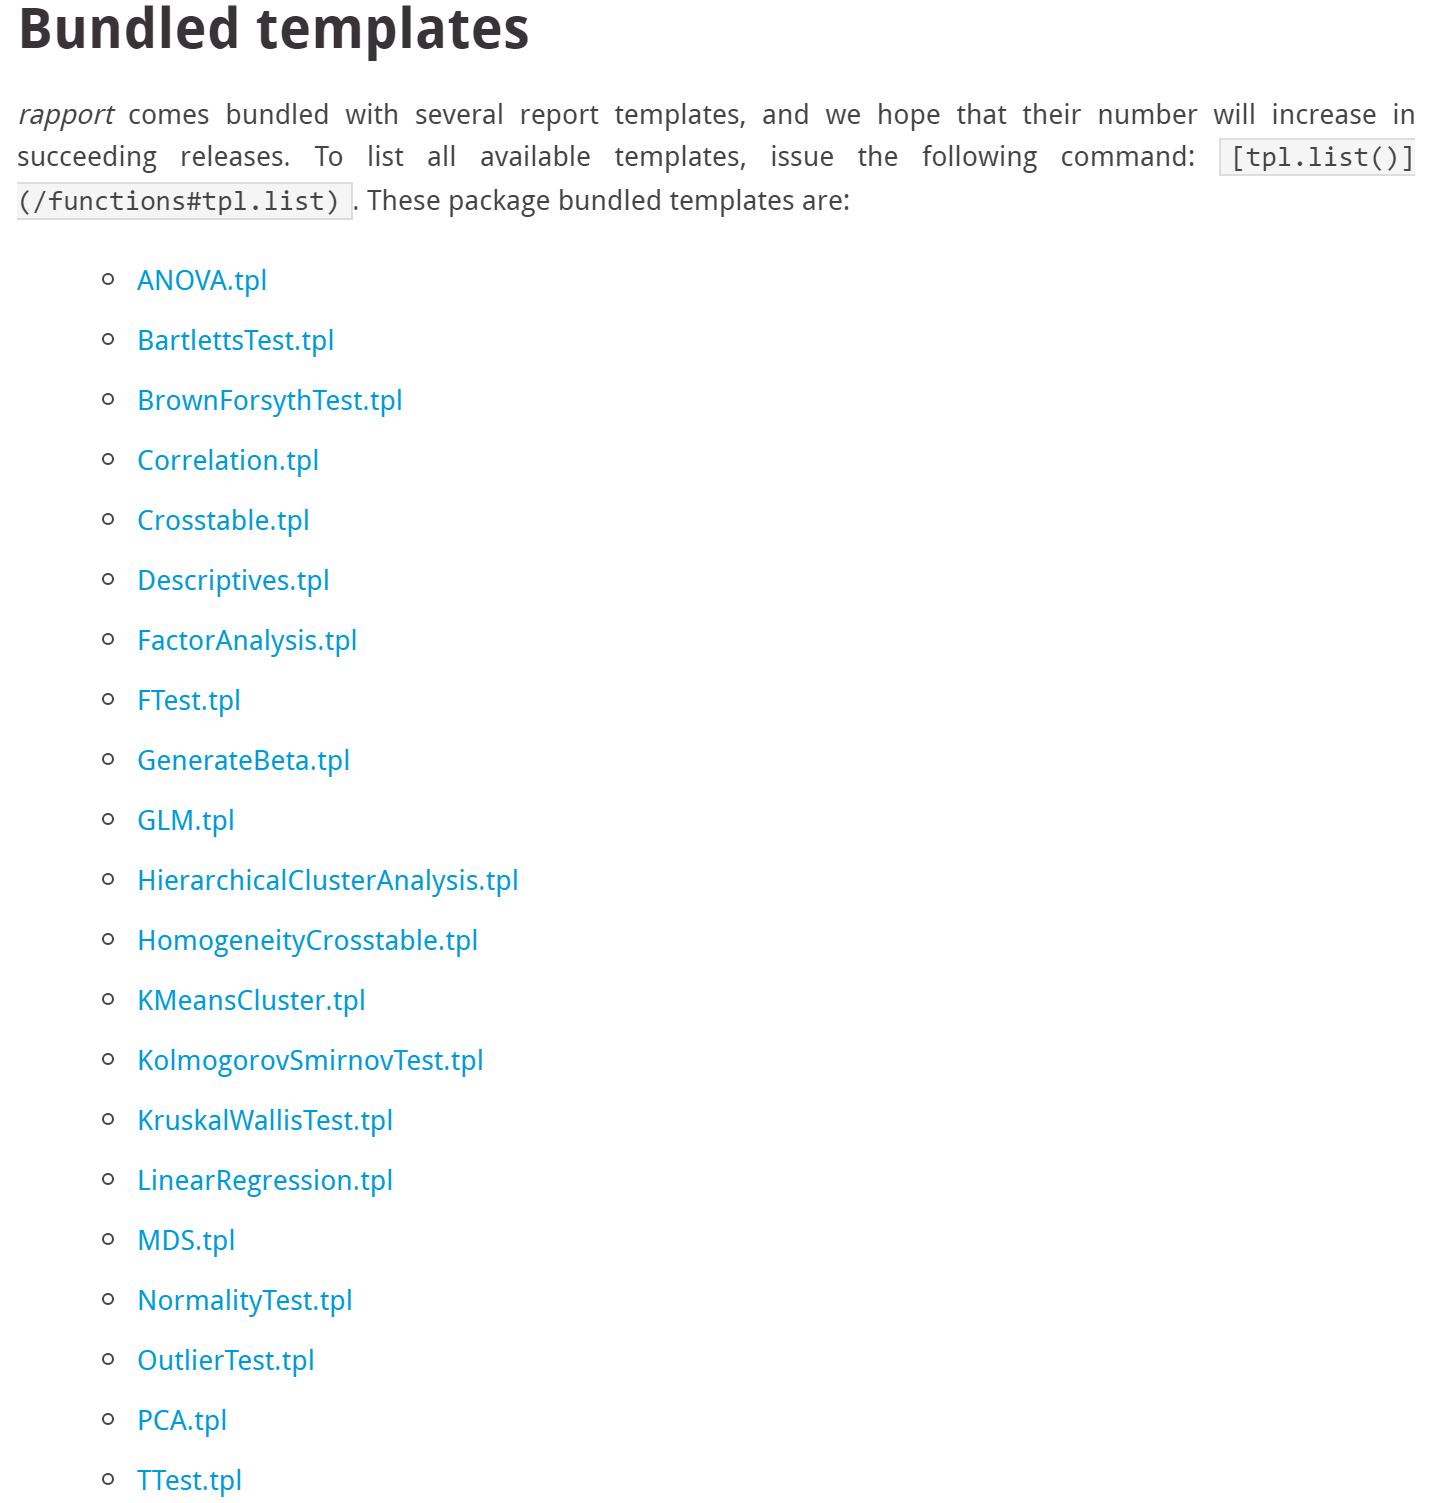 Bundled templates
rapport comes bundled with several report templates, and we hope that their number will increase in
succeeding releases. To list all available templates, issue the following command: [tpl.list()]
(/functions#tpl.list) . These package bundled templates are:
ANOVA.tpl
BartlettsTest.tpl
BrownForsythTest.tpl
Correlation.tpl
Crosstable.tpl
Descriptives.tpl
FactorAnalysis.tpl
FTest.tpl
GenerateBeta.tpl
GLM.tpl
HierarchicalClusterAnalysis.tpl
HomogeneityCrosstable.tpl
KMeansCluster.tpl
KolmogorovSmirnovTest.tpl
KruskalWallisTest.tpl
LinearRegression.tpl
MDS.tpl
NormalityTest.tpl
OutlierTest.tpl
PCA.tpl
TTest.tpl